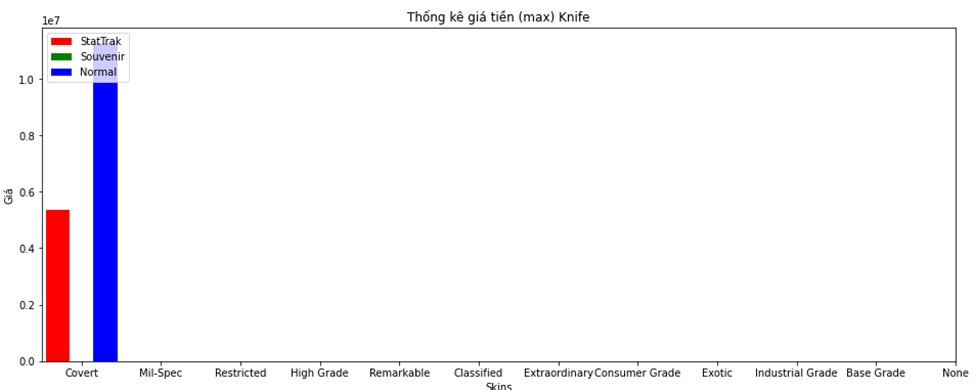 Thống kê giá tiền (max) Knife
1e7
StatTrak
Souvenir
Normal
1.0
0.8
0.6
0.4
0.2
0.0
Giá
Covert Mil-Spec Restricted High Grade Remarkable Classified Extraordinary Consumer Grade Exotic Industrial Grade Base Grade None
Skins